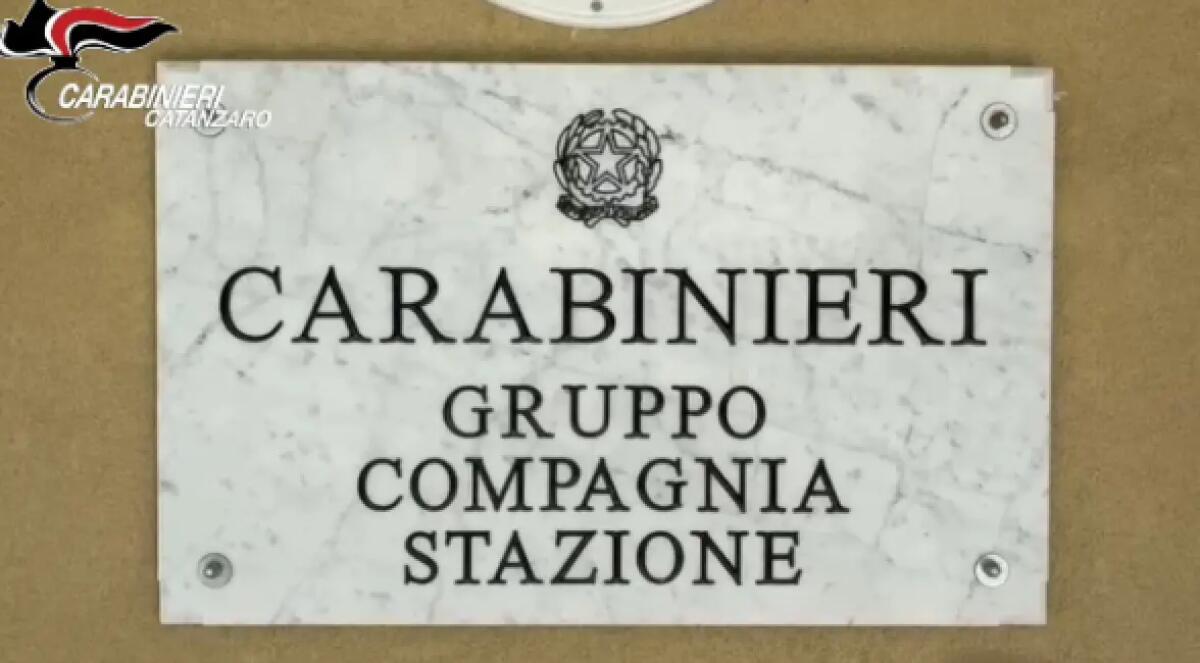 CARABINIERI
CATANZARO
CARABINIERI
GRUPPO
COMPAGNIA
STAZIONE